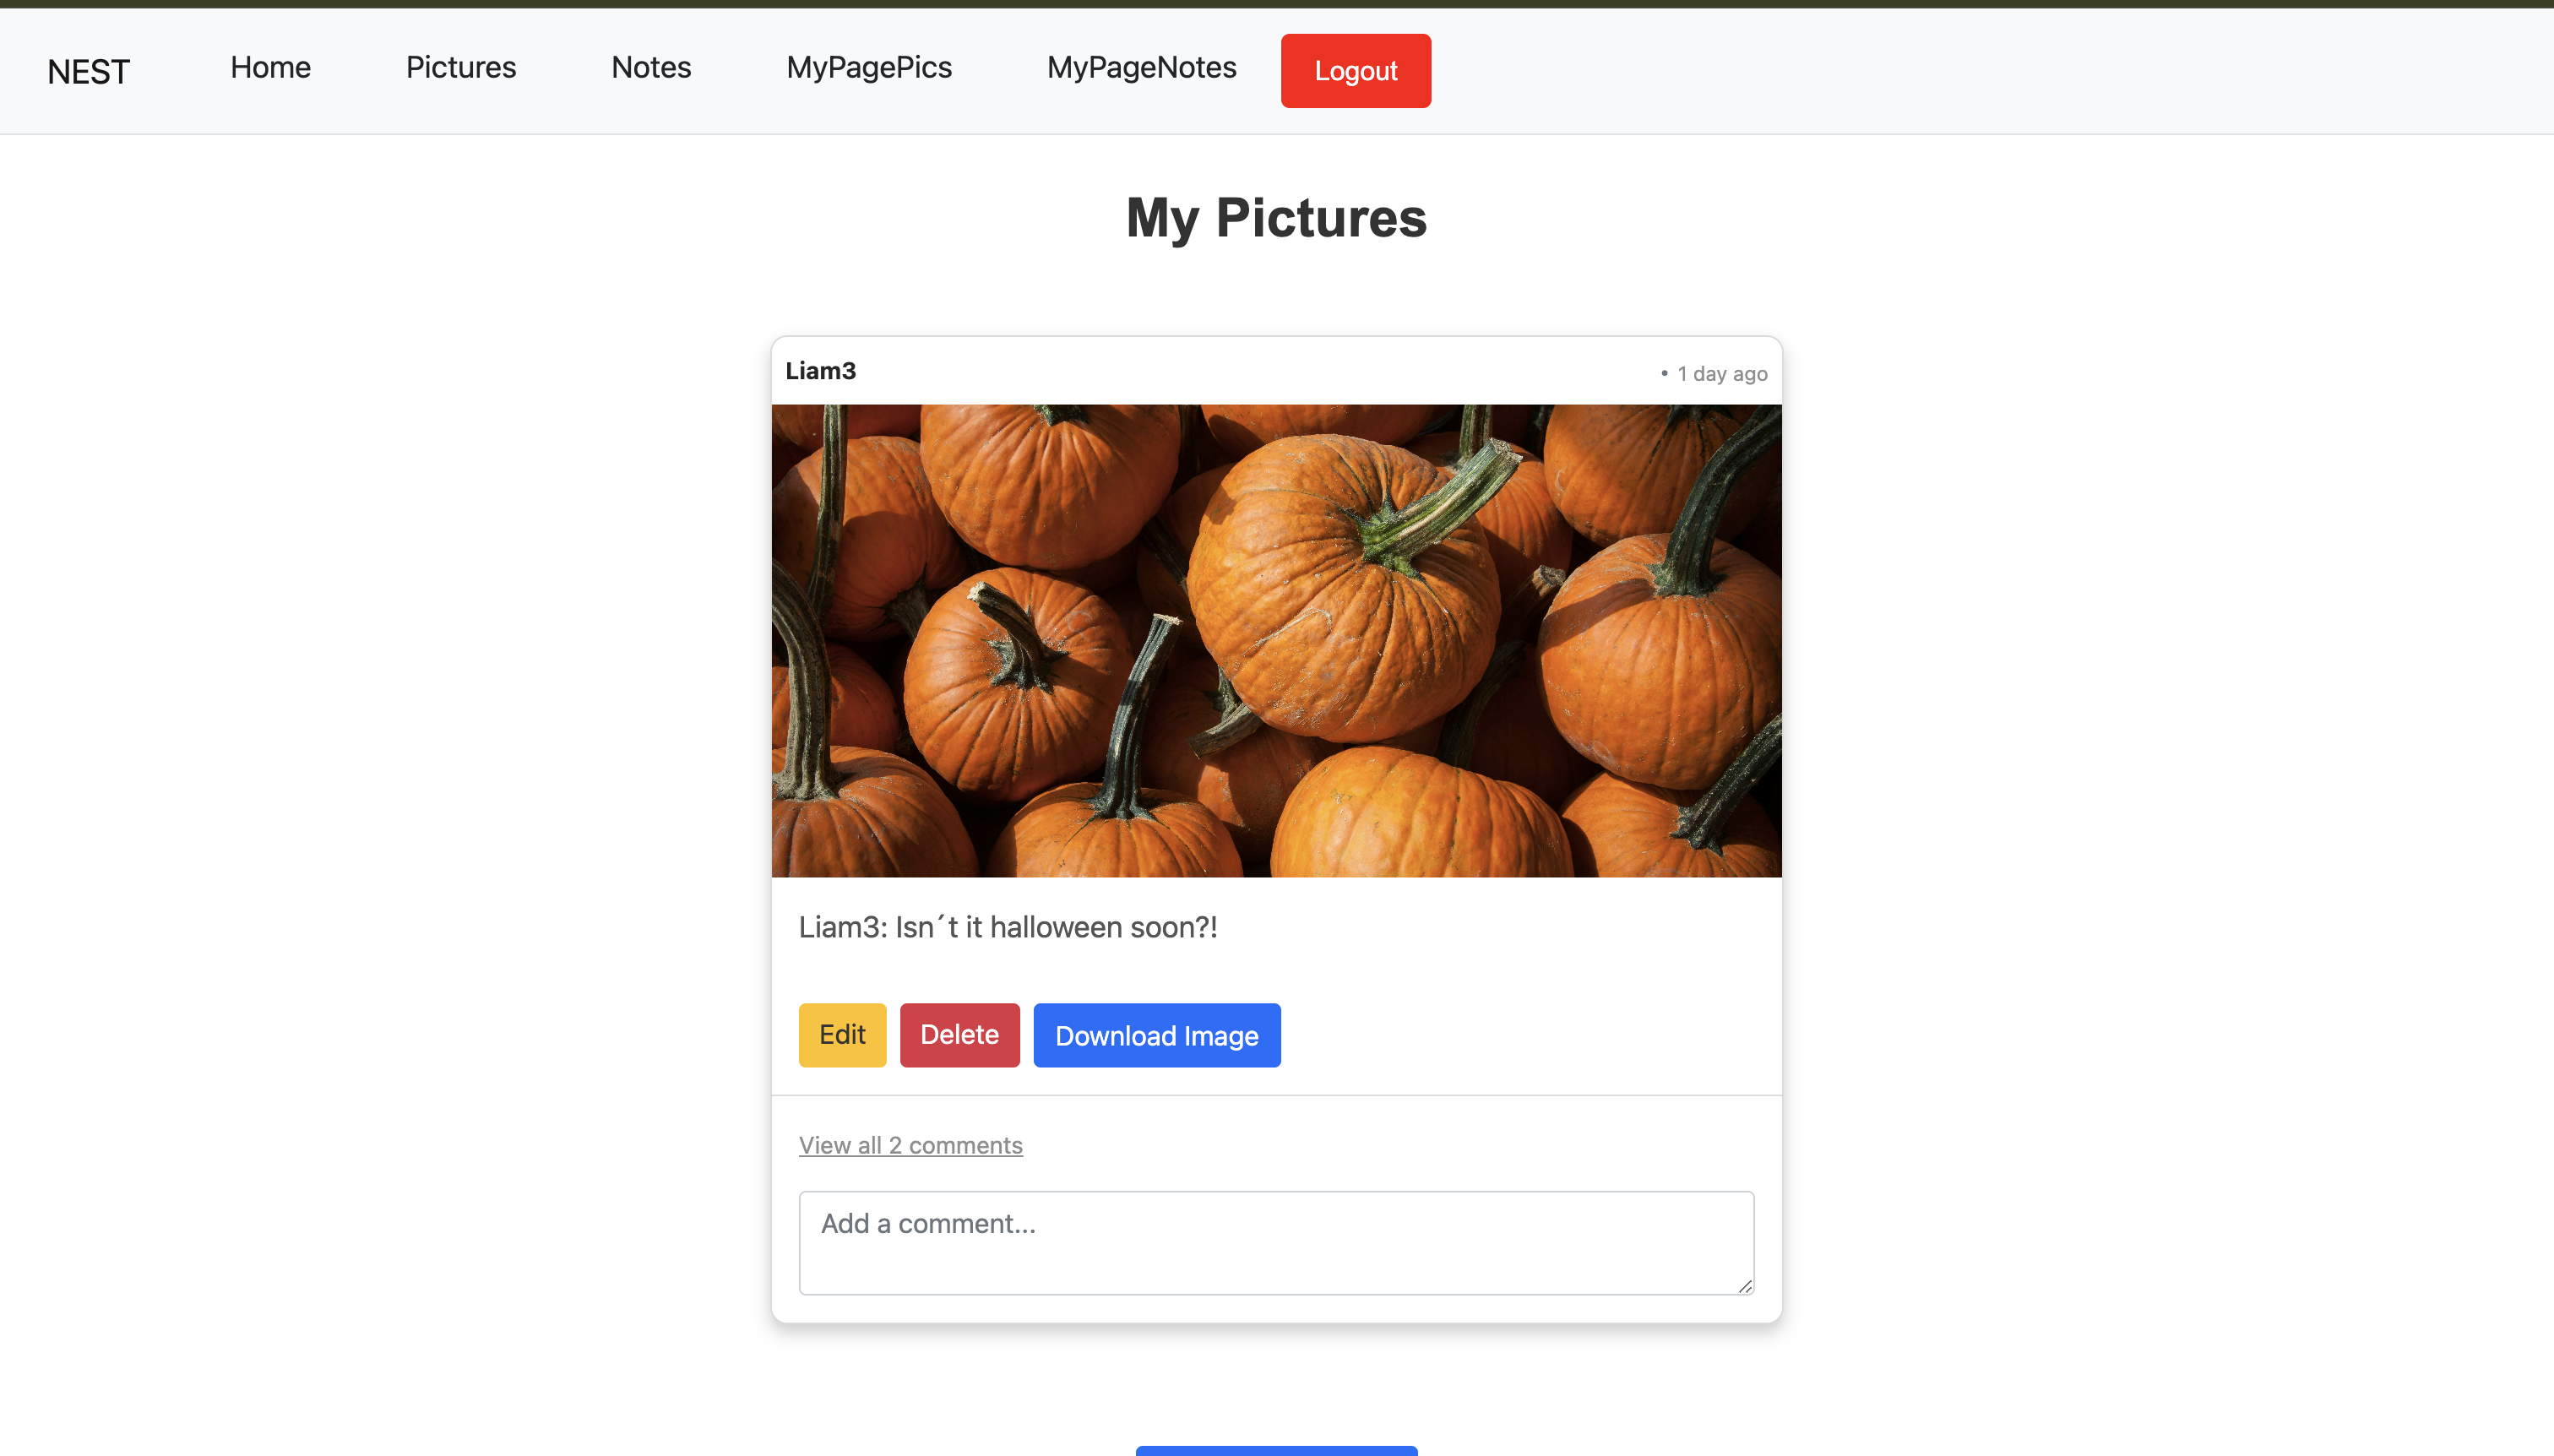 NEST Home Pictures Notes MyPagePics MyPageNotes Logout
My Pictures
Liam3 • 1 day ago
Liam3: Isn´t it halloween soon?!
Edit Delete Download Image
View all 2 comments
Add a comment...